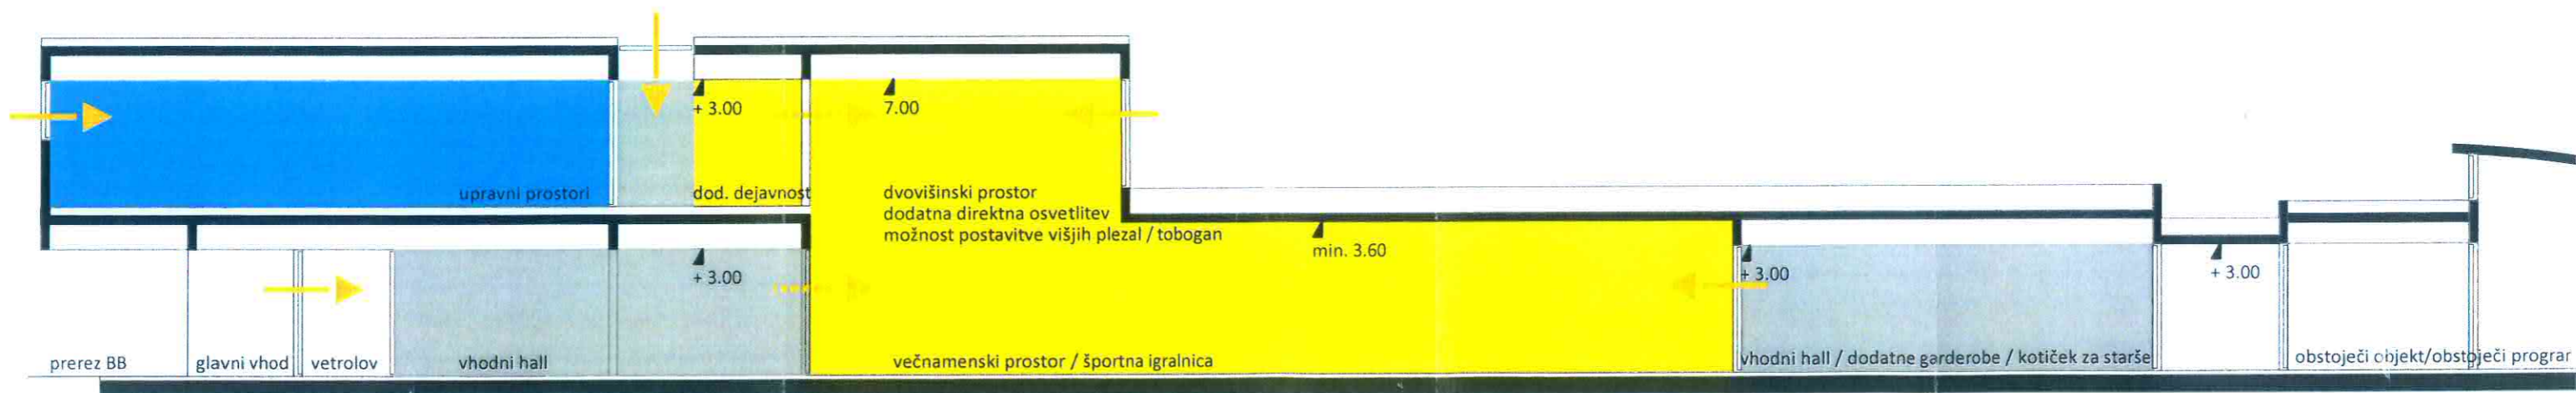 + 3.00
7.00
upravni prostori
dod. dejavnost
dvovišinski prostor
dodatna direktna osvetlitev
možnost postavitve višjih plezal / tobogan
min. 3.60
+ 3.00
+ 3.00
+ 3.00
prerez BB
glavni vhod
vetrolov
vhodni hall
večnamenski prostor / športna igralnica
vhodni hall / dodatne garderobe / kotiček za starše
obstoječi objekt/obstoječi prograr